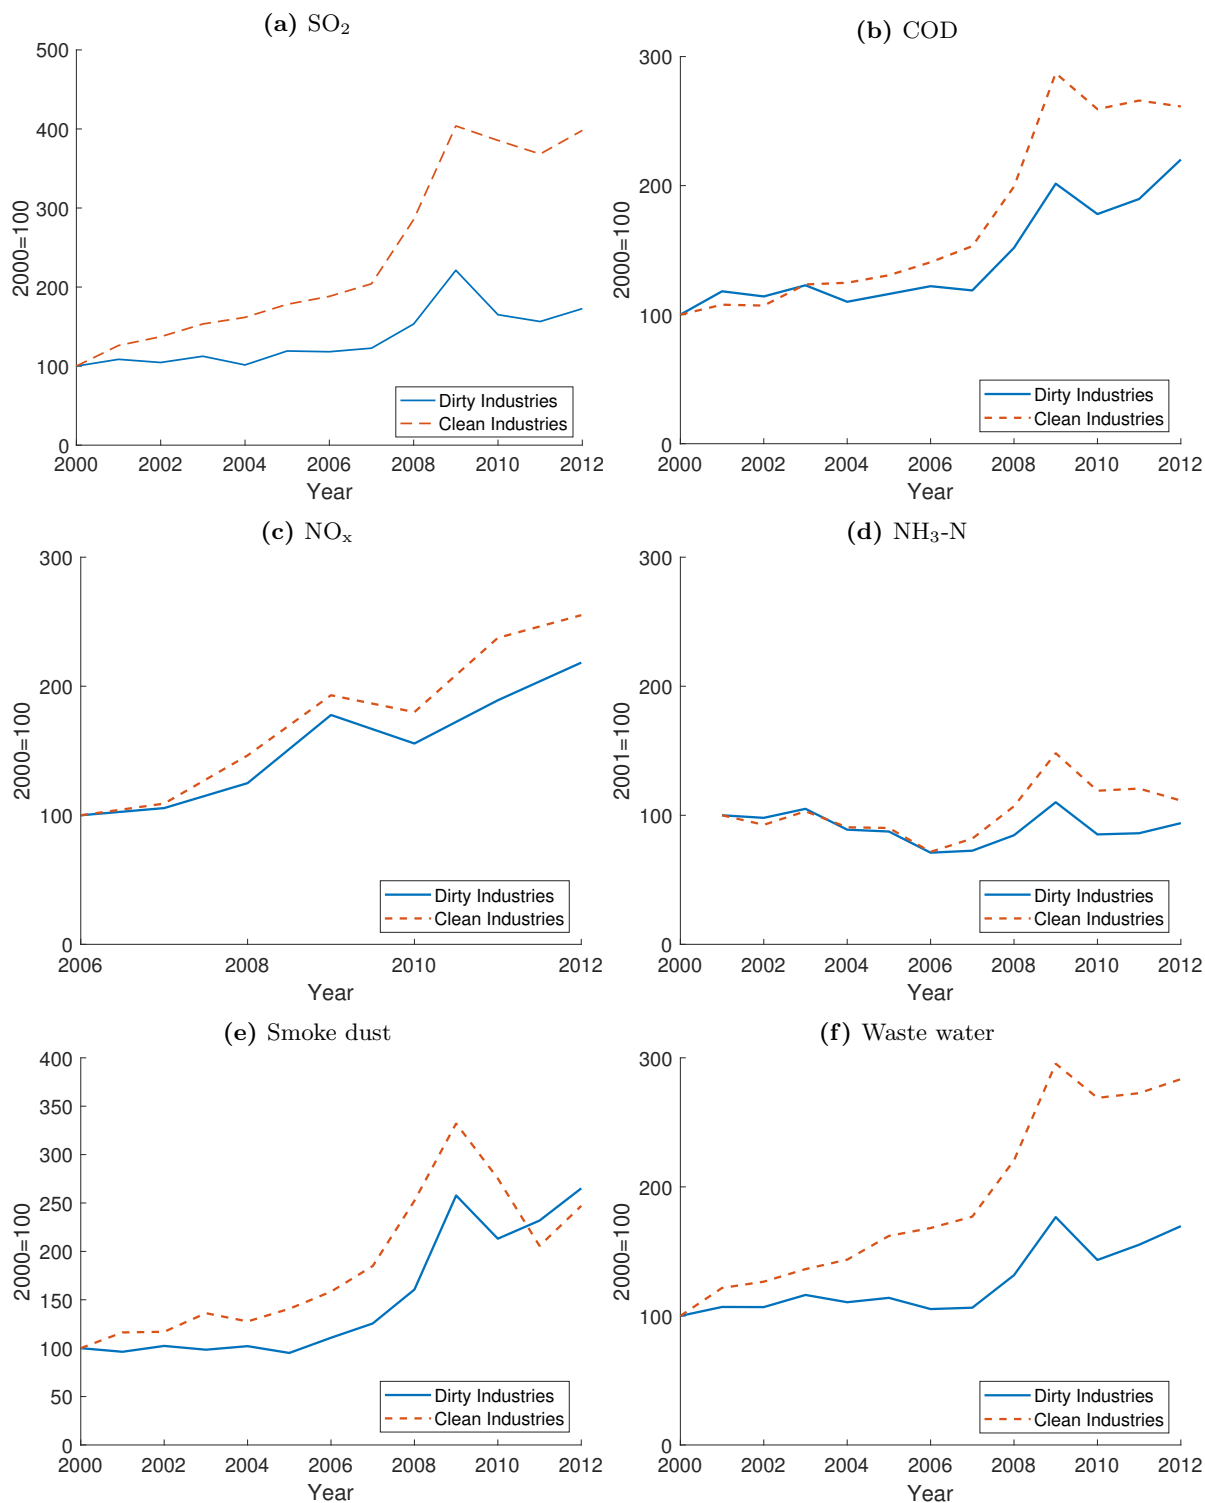 (a) SO₂
500
400
300
200
100
0
2000=100
2000 2002 2004 2006 2008 2010 2012
Year
Dirty Industries
Clean Industries
(b) COD
300
200
100
0
2000=100
2000 2002 2004 2006 2008 2010 2012
Year
Dirty Industries
Clean Industries
(c) NOₓ
300
200
100
0
2000=100
2006 2008 2010 2012
Year
Dirty Industries
Clean Industries
(d) NH₃-N
300
200
100
0
2001=100
2000 2002 2004 2006 2008 2010 2012
Year
Dirty Industries
Clean Industries
(e) Smoke dust
400
350
300
250
200
150
100
50
0
2000=100
2000 2002 2004 2006 2008 2010 2012
Year
Dirty Industries
Clean Industries
(f) Waste water
300
200
100
0
2000=100
2000 2002 2004 2006 2008 2010 2012
Year
Dirty Industries
Clean Industries